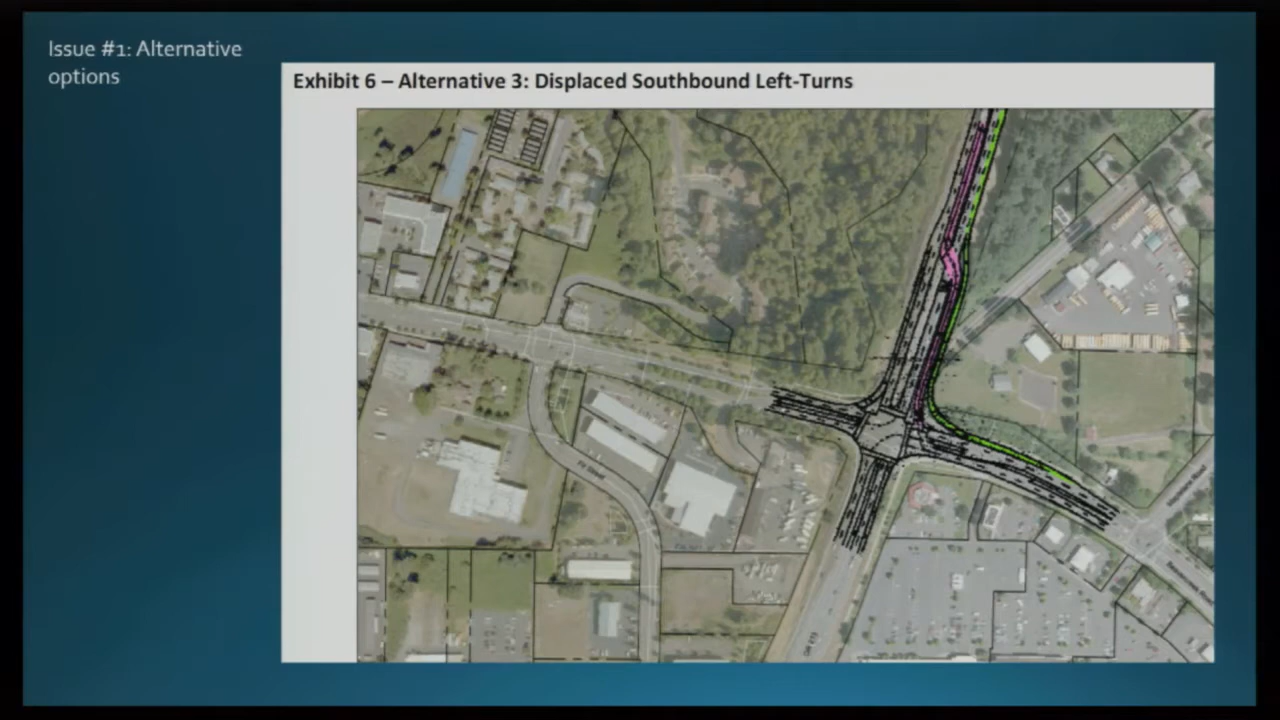 Issue #1: Alternative
options
Exhibit 6 – Alternative 3: Displaced Southbound Left-Turns